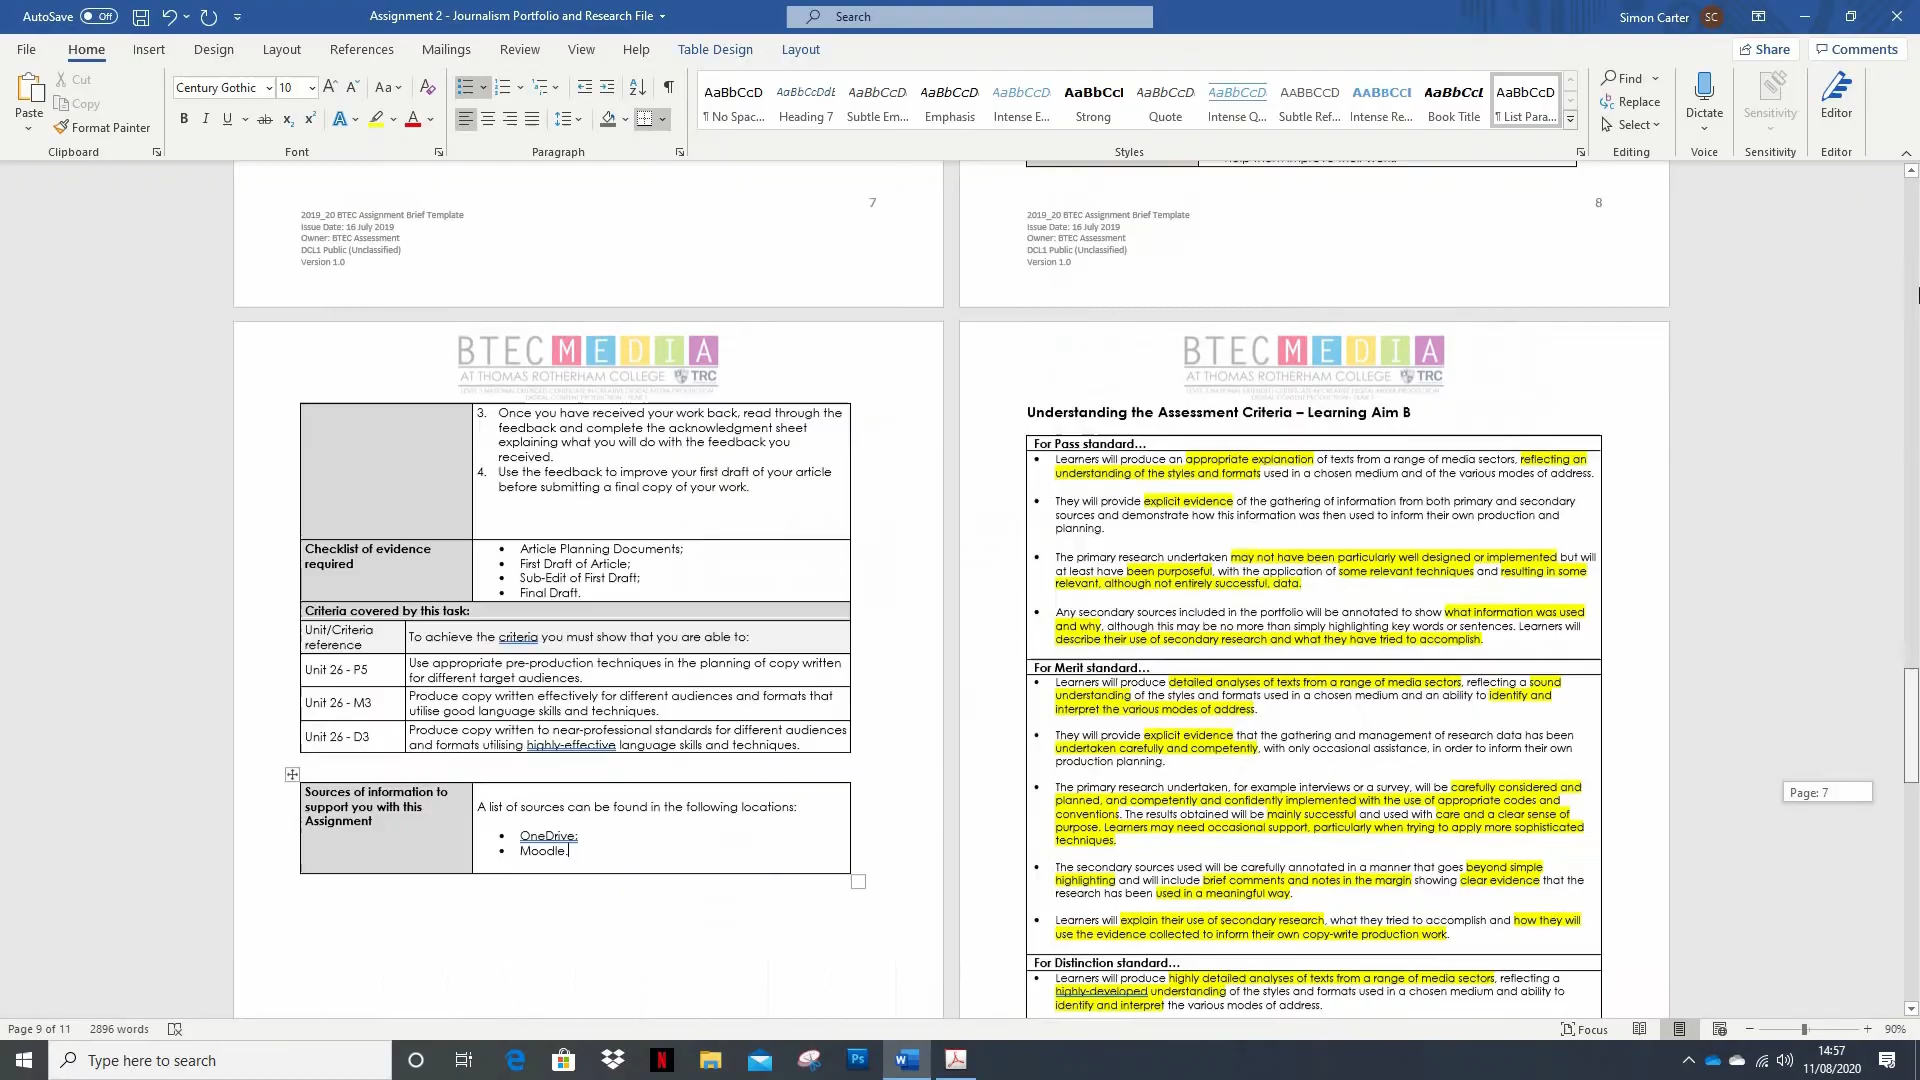 AutoSave Off
Assignment 2 - Journalism Portfolio and Research File
Search
Simon Carter SC
File Home Insert Design Layout References Mailings Review View Help Table Design Layout
Share Comments
Paste
Cut
Copy
Format Painter
Clipboard
Century Gothic 10
Font
Paragraph
AaBbCcD AaBbCcDdE AaBbCcD AaBbCcD AaBbCcD AaBbCcI AaBbCcD AaBbCcD AABBCCD AABBCCI AaBbCcL AaBbCcD
¶ No Spac... Heading 7 Subtle Em... Emphasis Intense E... Strong Quote Intense Q... Subtle Ref... Intense Re... Book Title ¶ List Para...
Styles
Find
Replace
Select
Editing
Dictate
Voice
Sensitivity
Sensitivity
Editor
Editor
7
2019_20 BTEC Assignment Brief Template
Issue Date: 16 July 2019
Owner: BTEC Assessment
DCL1 Public (Unclassified)
Version 1.0
8
2019_20 BTEC Assignment Brief Template
Issue Date: 16 July 2019
Owner: BTEC Assessment
DCL1 Public (Unclassified)
Version 1.0
BTEC MEDIA
AT THOMAS ROTHERHAM COLLEGE TRC
3. Once you have received your work back, read through the
feedback and complete the acknowledgment sheet
explaining what you will do with the feedback you
received.
4. Use the feedback to improve your first draft of your article
before submitting a final copy of your work.
Checklist of evidence
required
• Article Planning Documents;
• First Draft of Article;
• Sub-Edit of First Draft;
• Final Draft.
Criteria covered by this task:
Unit/Criteria
reference
To achieve the criteria you must show that you are able to:
Unit 26 - P5
Use appropriate pre-production techniques in the planning of copy written
for different target audiences.
Unit 26 - M3
Produce copy written effectively for different audiences and formats that
utilise good language skills and techniques.
Unit 26 - D3
Produce copy written to near-professional standards for different audiences
and formats utilising highly-effective language skills and techniques.
Sources of information to
support you with this
Assignment
A list of sources can be found in the following locations:
• OneDrive;
• Moodle.
BTEC MEDIA
AT THOMAS ROTHERHAM COLLEGE TRC
Understanding the Assessment Criteria – Learning Aim B
For Pass standard…
• Learners will produce an appropriate explanation of texts from a range of media sectors, reflecting an
understanding of the styles and formats used in a chosen medium and of the various modes of address.
• They will provide explicit evidence of the gathering of information from both primary and secondary
sources and demonstrate how this information was then used to inform their own production and
planning.
• The primary research undertaken may not have been particularly well designed or implemented but will
at least have been purposeful, with the application of some relevant techniques and resulting in some
relevant, although not entirely successful, data.
• Any secondary sources included in the portfolio will be annotated to show what information was used
and why, although this may be no more than simply highlighting key words or sentences. Learners will
describe their use of secondary research and what they have tried to accomplish.
For Merit standard…
• Learners will produce detailed analyses of texts from a range of media sectors, reflecting a sound
understanding of the styles and formats used in a chosen medium and an ability to identify and
interpret the various modes of address.
• They will provide explicit evidence that the gathering and management of research data has been
undertaken carefully and competently, with only occasional assistance, in order to inform their own
production planning.
• The primary research undertaken, for example interviews or a survey, will be carefully considered and
planned, and competently and confidently implemented with the use of appropriate codes and
conventions. The results obtained will be mainly successful and used with care and a clear sense of
purpose. Learners may need occasional support, particularly when trying to apply more sophisticated
techniques.
• The secondary sources used will be carefully annotated in a manner that goes beyond simple
highlighting and will include brief comments and notes in the margin showing clear evidence that the
research has been used in a meaningful way.
• Learners will explain their use of secondary research, what they tried to accomplish and how they will
use the evidence collected to inform their own copy-write production work.
For Distinction standard…
• Learners will produce highly detailed analyses of texts from a range of media sectors, reflecting a
highly-developed understanding of the styles and formats used in a chosen medium and ability to
identify and interpret the various modes of address.
Page: 7
Page 9 of 11 2896 words
Focus
90%
Type here to search
14:57
11/08/2020